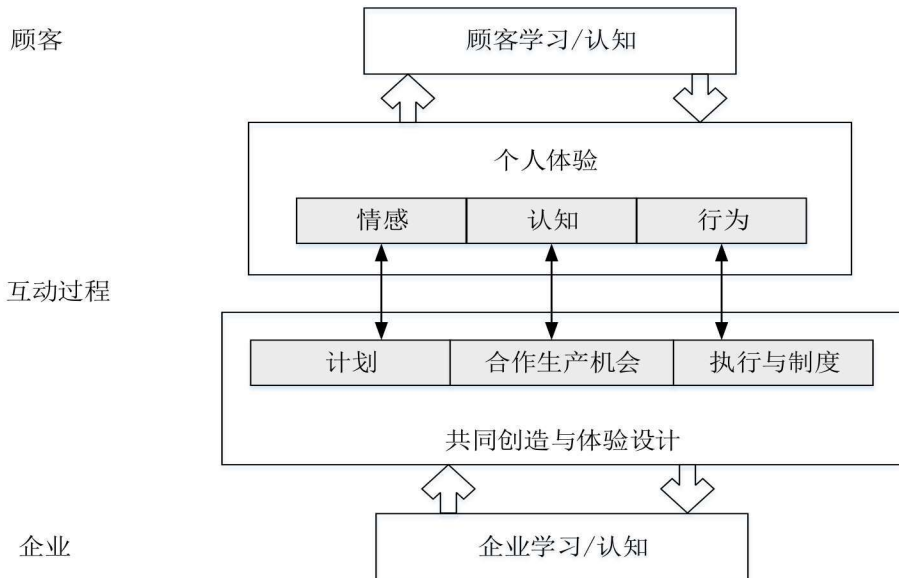 顾客
顾客学习/认知
个人体验
情感 认知 行为
互动过程
计划 合作生产机会 执行与制度
共同创造与体验设计
企业
企业学习/认知